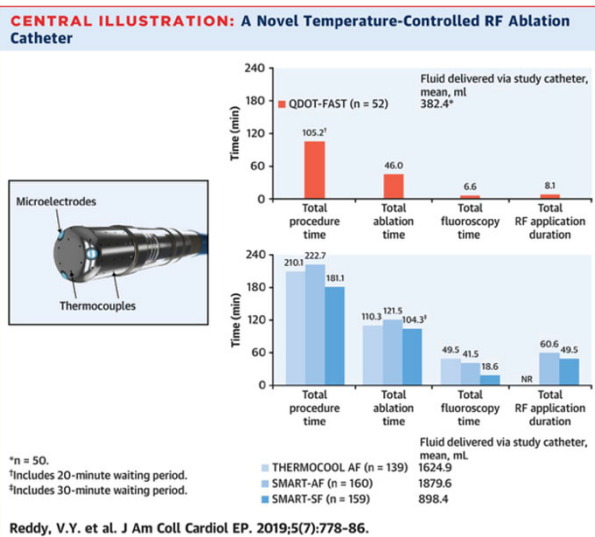 CENTRAL ILLUSTRATION: A Novel Temperature-Controlled RF Ablation
Catheter
Microelectrodes
Thermocouples
Time (min)
240
180
120
60
0
Fluid delivered via study catheter,
mean, ml
QDOT-FAST (n = 52) 382.4*
105.2†
46.0
6.6
8.1
Total procedure time
Total ablation time
Total fluoroscopy time
Total RF application duration
Time (min)
240
180
120
60
0
210.1 222.7 181.1
110.3 121.5 104.3‡
49.5 41.5 18.6
NR 60.6 49.5
Total procedure time
Total ablation time
Total fluoroscopy time
Total RF application duration
Fluid delivered via study catheter,
mean, mL
THERMOCOOL AF (n = 139) 1624.9
SMART-AF (n = 160) 1879.6
SMART-SF (n = 159) 898.4
*n = 50.
†Includes 20-minute waiting period.
‡Includes 30-minute waiting period.
Reddy, V.Y. et al. J Am Coll Cardiol EP. 2019;5(7):778-86.